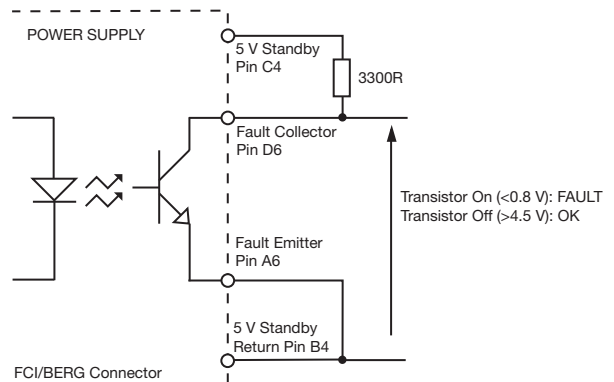 POWER SUPPLY
5 V Standby
Pin C4
3300R
Fault Collector
Pin D6
Transistor On (<0.8 V): FAULT
Transistor Off (>4.5 V): OK
Fault Emitter
Pin A6
5 V Standby
Return Pin B4
FCI/BERG Connector